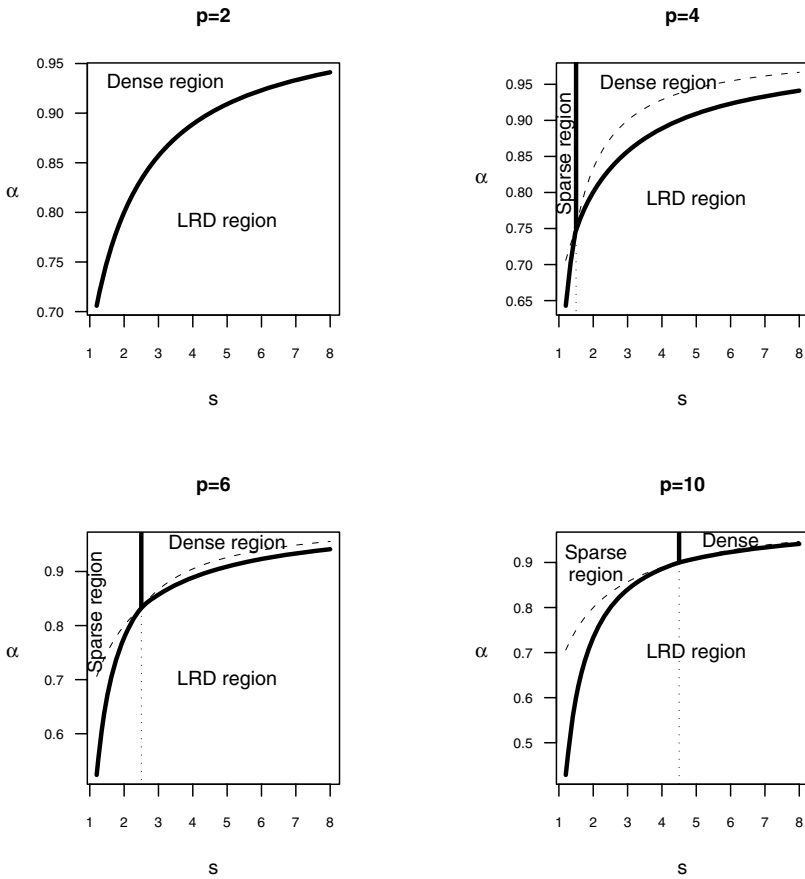 p=2
0.95
0.90
0.85
0.80
0.75
0.70
α
Dense region
LRD region
1 2 3 4 5 6 7 8
s
p=4
0.95
0.90
0.85
0.80
0.75
0.70
0.65
α
Sparse region
Dense region
LRD region
1 2 3 4 5 6 7 8
s
p=6
0.9
0.8
0.7
0.6
α
Sparse region
Dense region
LRD region
1 2 3 4 5 6 7 8
s
p=10
0.9
0.8
0.7
0.6
0.5
α
Sparse
region
Dense
LRD region
1 2 3 4 5 6 7 8
s